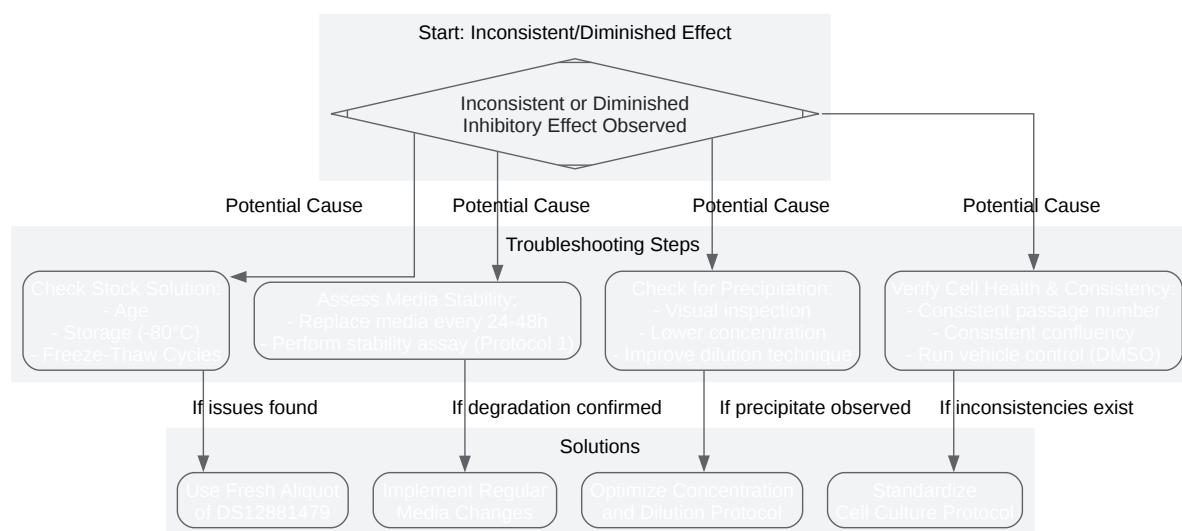 Start: Inconsistent/Diminished Effect
Inconsistent or Diminished
Inhibitory Effect Observed
Potential Cause
Potential Cause
Potential Cause
Potential Cause
Troubleshooting Steps
Check Stock Solution:
- Age
- Storage (-80°C)
- Freeze-Thaw Cycles
Assess Media Stability:
- Replace media every 24-48h
- Perform stability assay (Protocol 1)
Check for Precipitation:
- Visual inspection
- Lower concentration
- Improve dilution technique
Verify Cell Health & Consistency:
- Consistent passage number
- Consistent confluency
- Run vehicle control (DMSO)
If issues found
If degradation confirmed
If precipitate observed
If inconsistencies exist
Solutions
Use Fresh Aliquot
of DS12881479
Implement Regular
Media Changes
Optimize Concentration
and Dilution Protocol
Standardize
Cell Culture Protocol